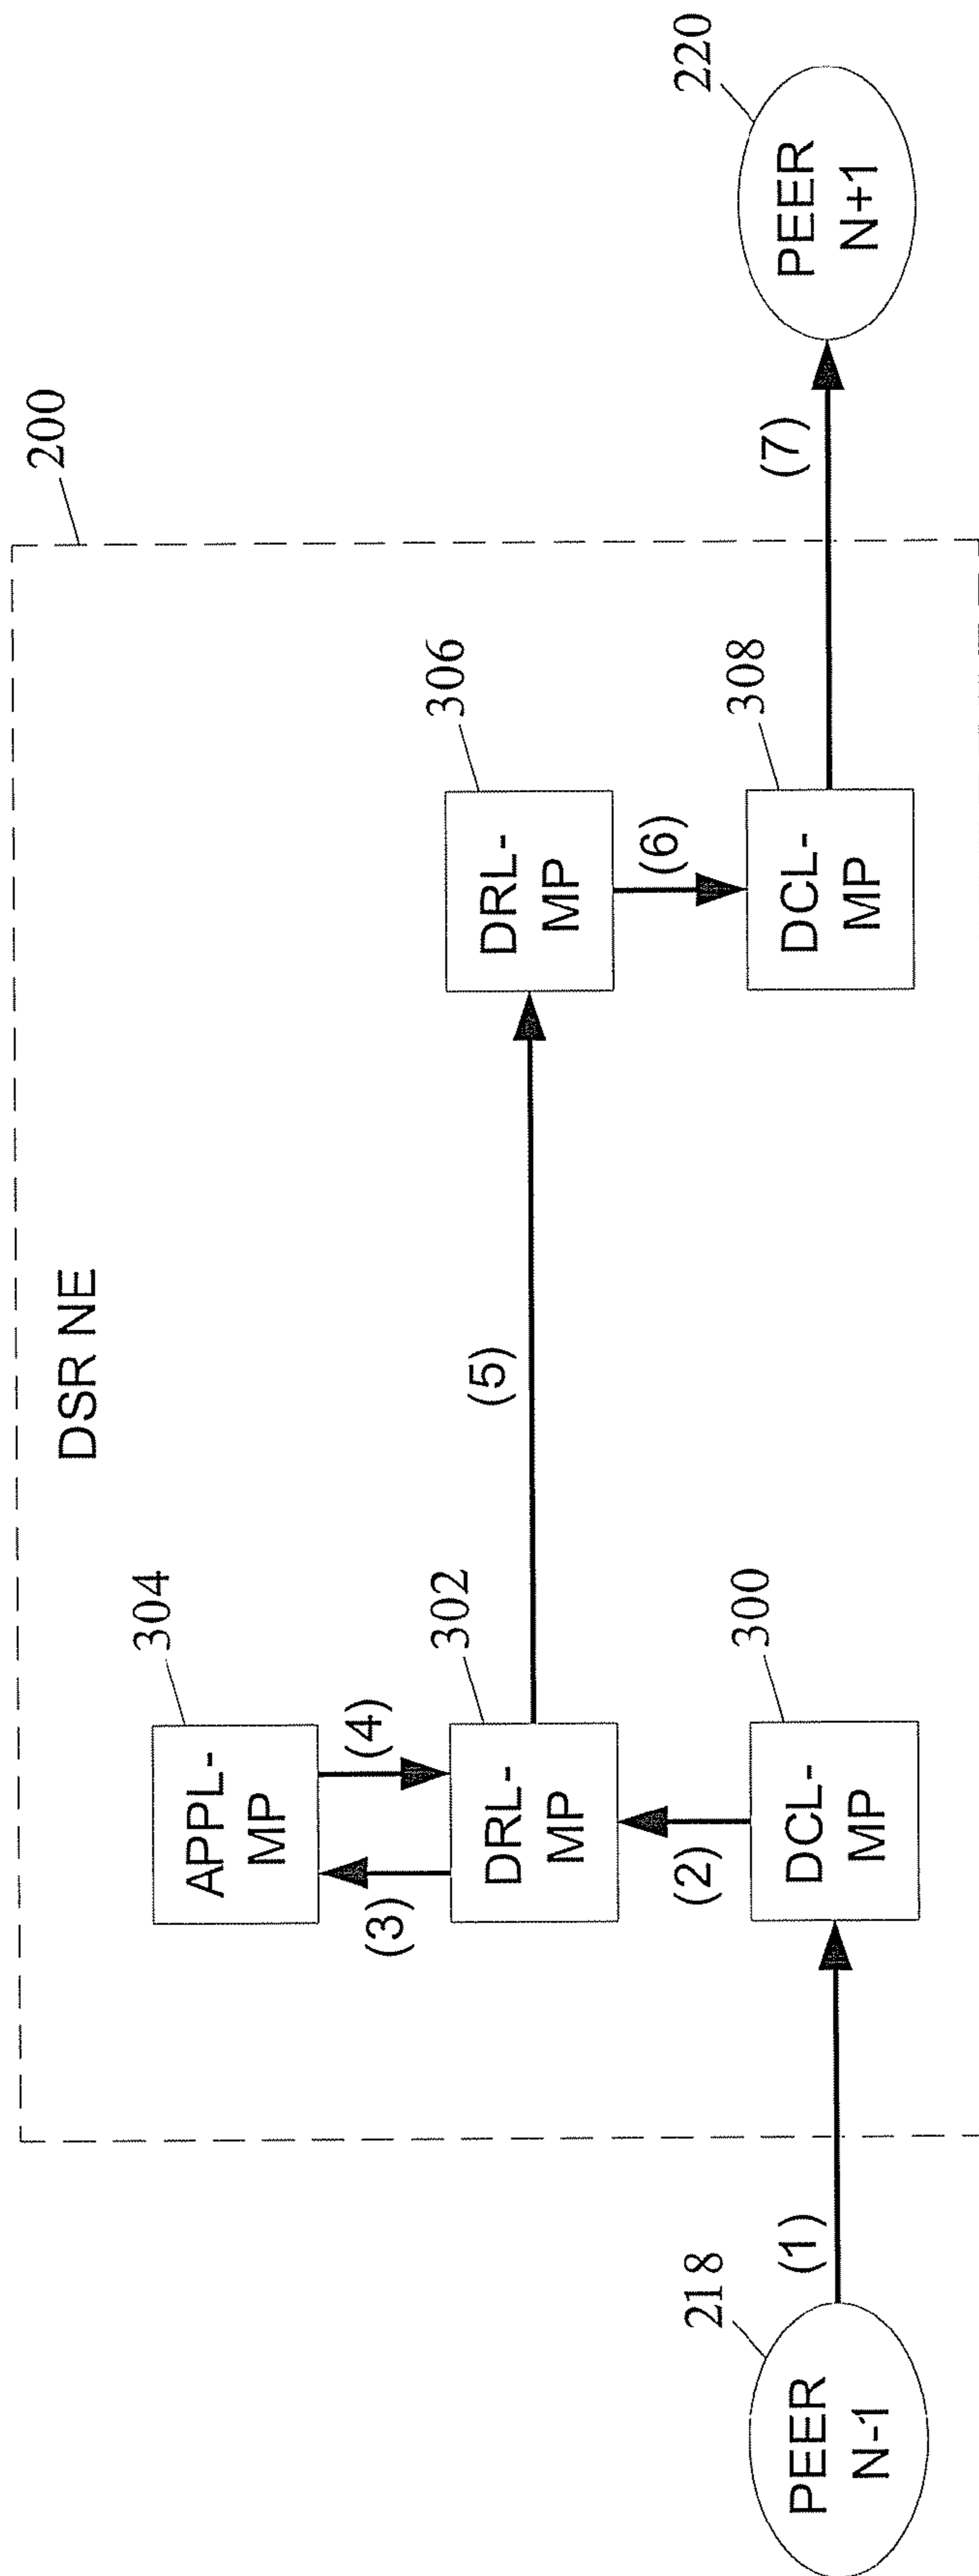 200
DSR NE
304
APPL-
MP
(3)
(4)
302
DRL-
MP
(5)
306
DRL-
MP
(2)
(6)
300
DCL-
MP
308
DCL-
MP
218
PEER
N-1
(1)
(7)
220
PEER
N+1